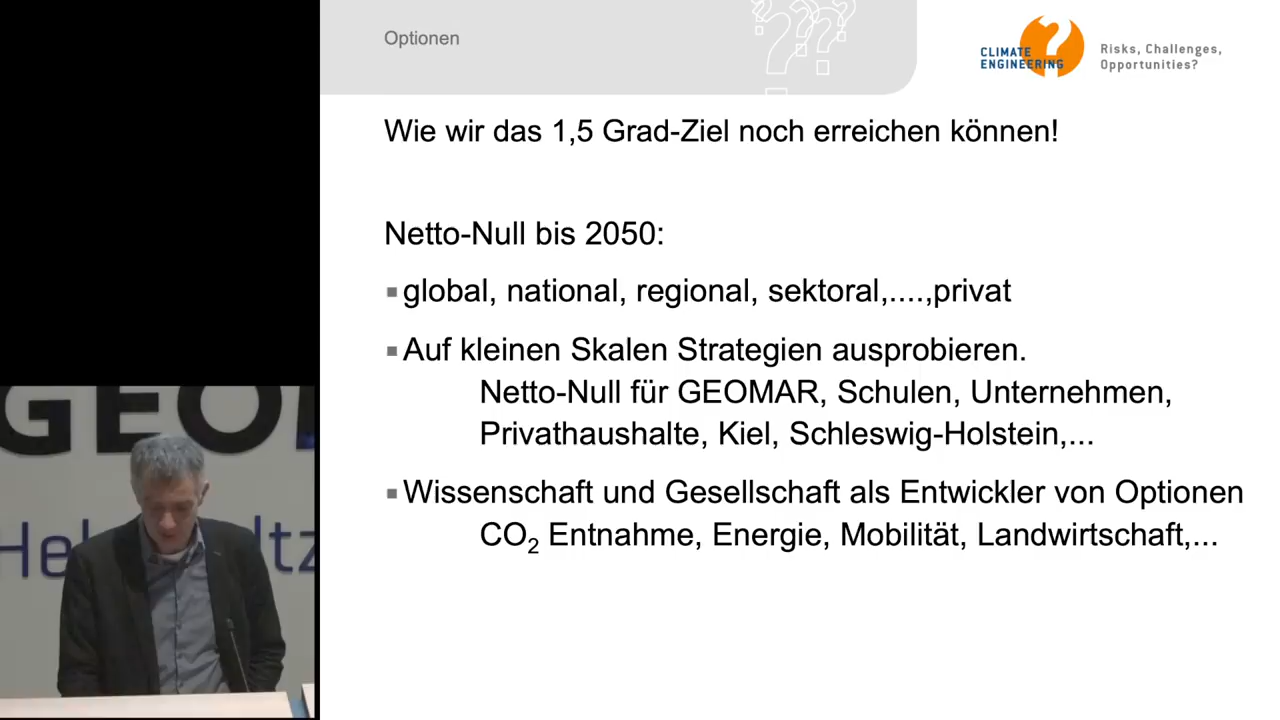 Optionen
CLIMATE
ENGINEERING
Risks, Challenges,
Opportunities?
Wie wir das 1,5 Grad-Ziel noch erreichen können!
Netto-Null bis 2050:
global, national, regional, sektoral,....,privat
Auf kleinen Skalen Strategien ausprobieren.
Netto-Null für GEOMAR, Schulen, Unternehmen,
Privathaushalte, Kiel, Schleswig-Holstein,...
Wissenschaft und Gesellschaft als Entwickler von Optionen
CO₂ Entnahme, Energie, Mobilität, Landwirtschaft,...
GEO